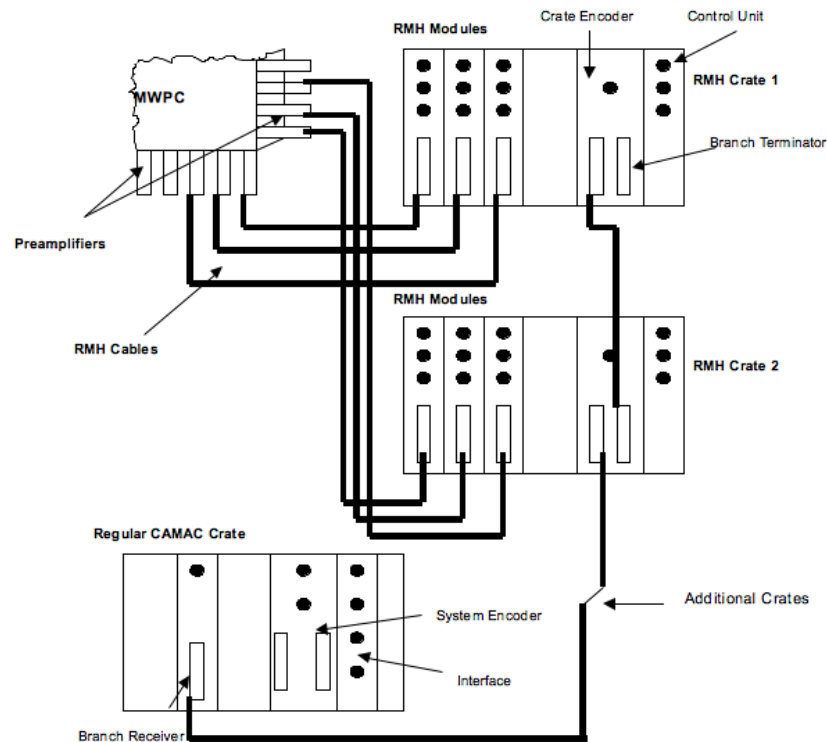 Crate Encoder
Control Unit
RMH Modules
RMH Crate 1
MWPC
Branch Terminator
Preamplifiers
RMH Modules
RMH Cables
RMH Crate 2
Regular CAMAC Crate
Additional Crates
System Encoder
Interface
Branch Receiver